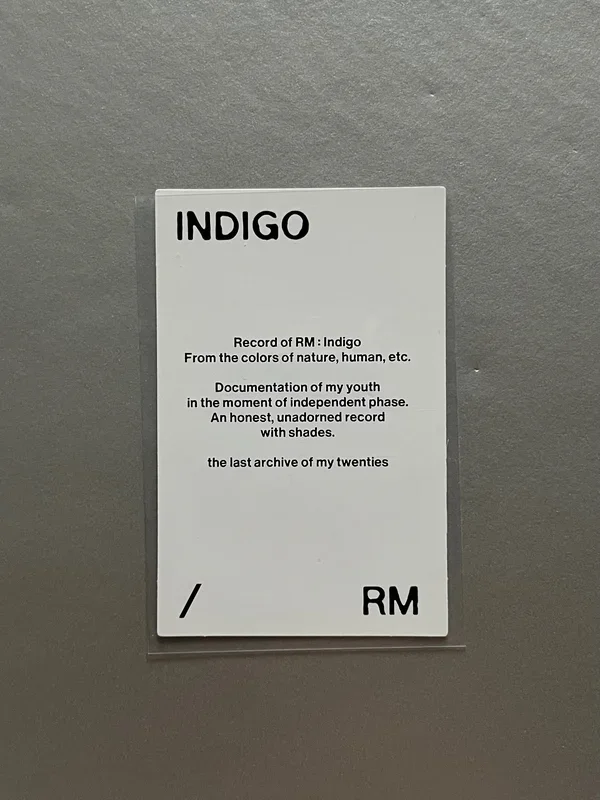 INDIGO
Record of RM : Indigo
From the colors of nature, human, etc.
Documentation of my youth
in the moment of independent phase.
An honest, unadorned record
with shades.
the last archive of my twenties
/ RM